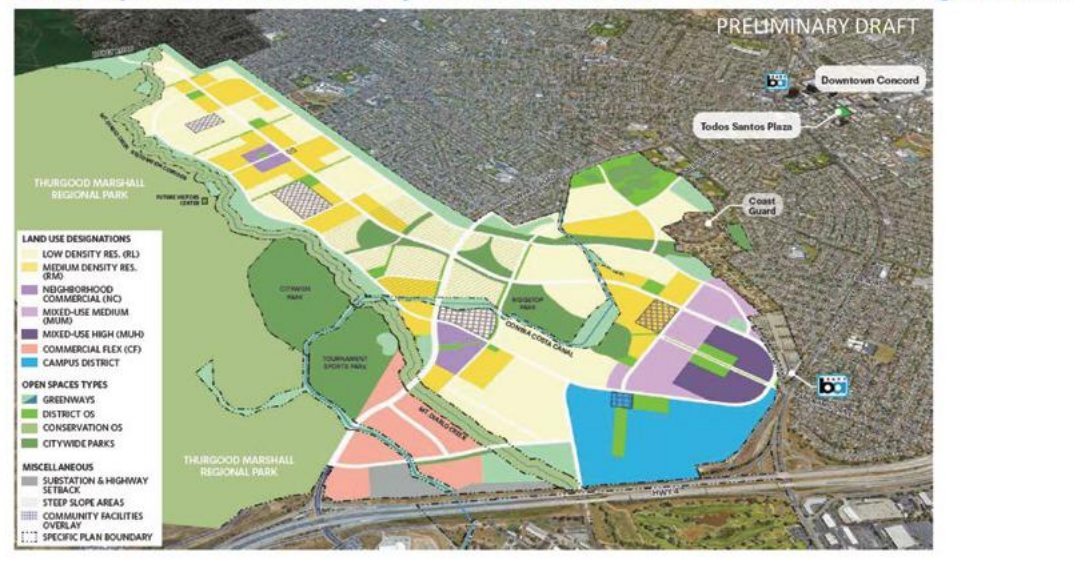 PRELIMINARY DRAFT
Downtown Concord
Todos Santos Plaza
Coast
Guard
THURGOOD MARSHALL
REGIONAL PARK
FUTURE VISITORS
CENTER
CITYWIDE
PARK
TOURNAMENT
SPORTS PARK
RIDGETOP
PARK
CONTRA COSTA CANAL
MT. DIABLO CREEK
THURGOOD MARSHALL
REGIONAL PARK
HWY 4
LAND USE DESIGNATIONS
LOW DENSITY RES. (RL)
MEDIUM DENSITY RES.
(RM)
NEIGHBORHOOD
COMMERCIAL (NC)
MIXED-USE MEDIUM
(MUM)
MIXED-USE HIGH (MUH)
COMMERCIAL FLEX (CF)
CAMPUS DISTRICT
OPEN SPACES TYPES
GREENWAYS
DISTRICT OS
CONSERVATION OS
CITYWIDE PARKS
MISCELLANEOUS
SUBSTATION & HIGHWAY
SETBACK
STEEP SLOPE AREAS
COMMUNITY FACILITIES
OVERLAY
SPECIFIC PLAN BOUNDARY